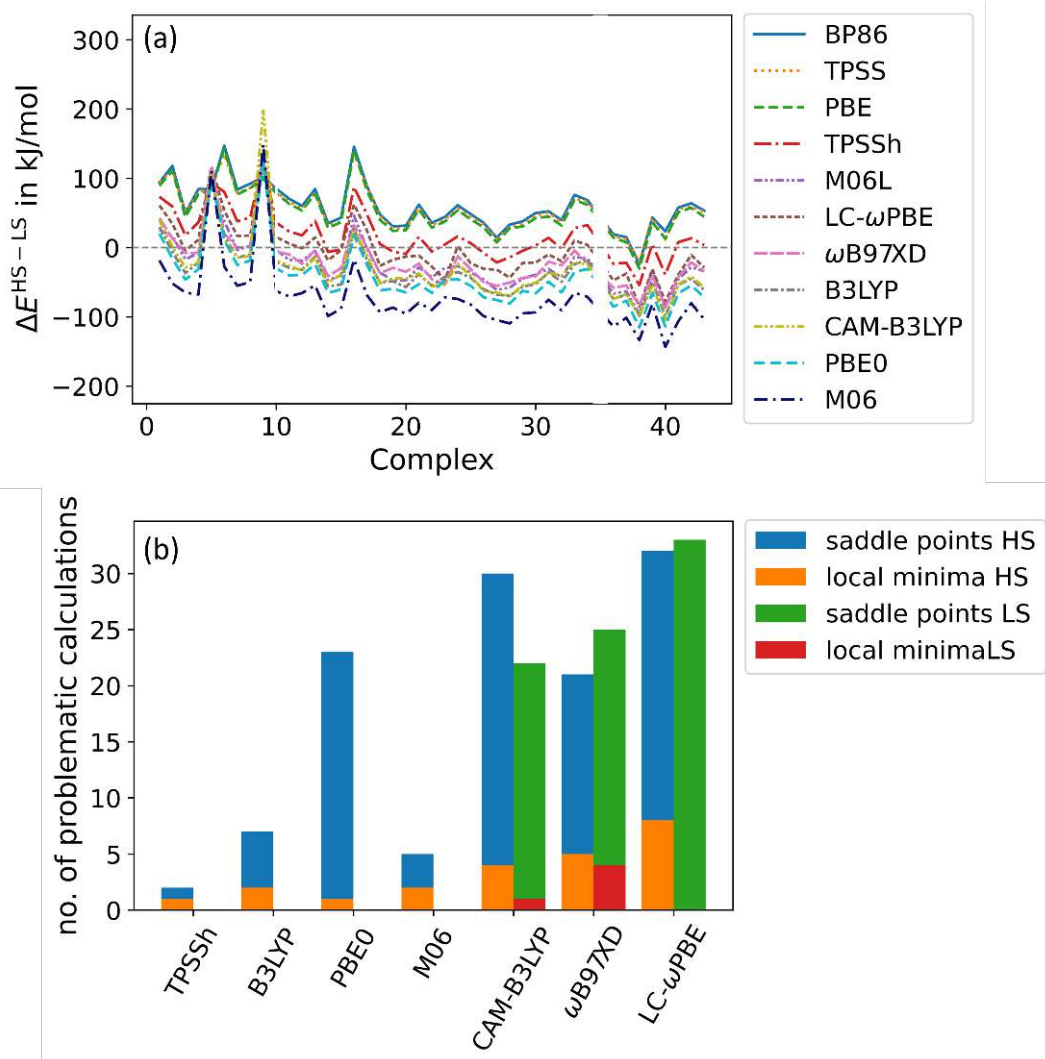 (a)
300
200
100
0
−100
−200
ΔE^HS−LS in kJ/mol
0 10 20 30 40
Complex
BP86
TPSS
PBE
TPSSh
M06L
LC-ωPBE
ωB97XD
B3LYP
CAM-B3LYP
PBE0
M06
(b)
30
25
20
15
10
5
0
no. of problematic calculations
TPSSh
B3LYP
PBE0
M06
CAM-B3LYP
ωB97XD
LC-ωPBE
saddle points HS
local minima HS
saddle points LS
local minimaLS